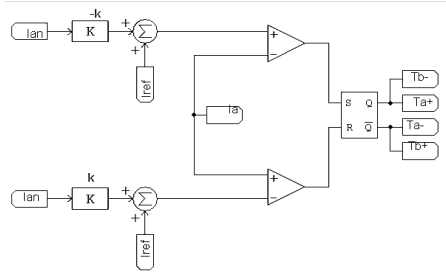 -k
Ian
K
+
+
Σ
Iref
+
-
Ia
S Q
R Q̅
Tb-
Ta+
Ta-
Tb+
k
Ian
K
+
+
Σ
Iref
+
-